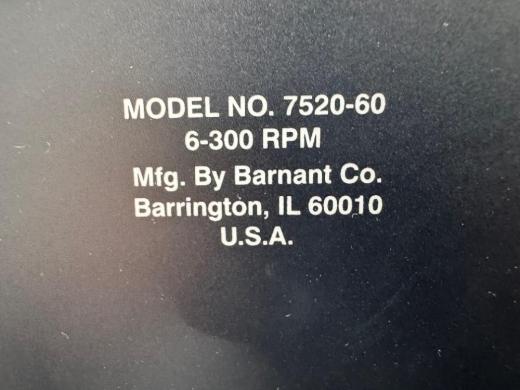 MODEL NO. 7520-60
6-300 RPM
Mfg. By Barnant Co.
Barrington, IL 60010
U.S.A.